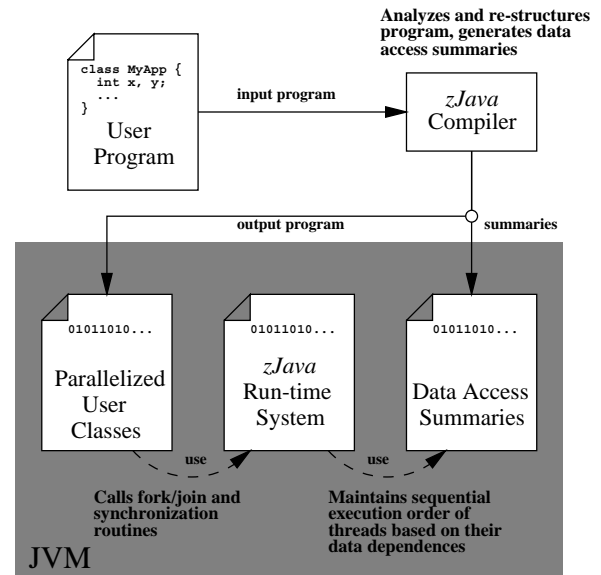 Analyzes and re-structures
program, generates data
access summaries
class MyApp {
int x, y;
...
}
User
Program
input program
zJava
Compiler
output program
summaries
01011010...
Parallelized
User
Classes
01011010...
zJava
Run-time
System
01011010...
Data Access
Summaries
use
use
Calls fork/join and
synchronization
routines
Maintains sequential
execution order of
threads based on their
data dependences
JVM